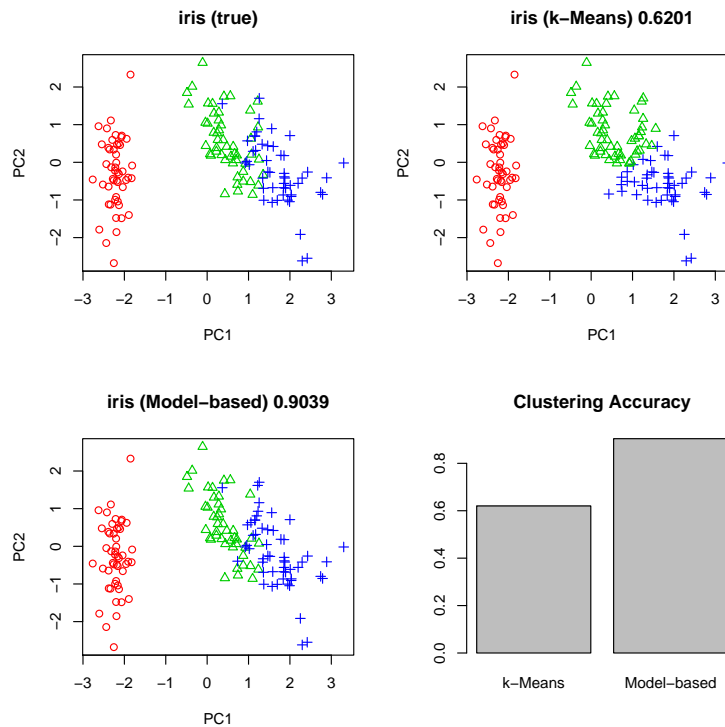 iris (true)
PC2
2
1
0
−1
−2
−3 −2 −1 0 1 2 3
PC1
iris (k−Means) 0.6201
PC2
2
1
0
−1
−2
−3 −2 −1 0 1 2 3
PC1
iris (Model−based) 0.9039
PC2
2
1
0
−1
−2
−3 −2 −1 0 1 2 3
PC1
Clustering Accuracy
0.8
0.6
0.4
0.2
0.0
k−Means Model−based